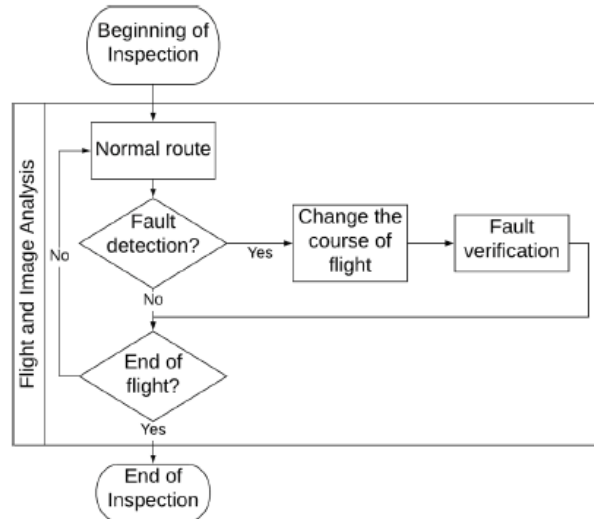 Beginning of
Inspection
Flight and Image Analysis
Normal route
Fault
detection?
Yes
Change the
course of
flight
Fault
verification
No
No
End of
flight?
Yes
End of
Inspection